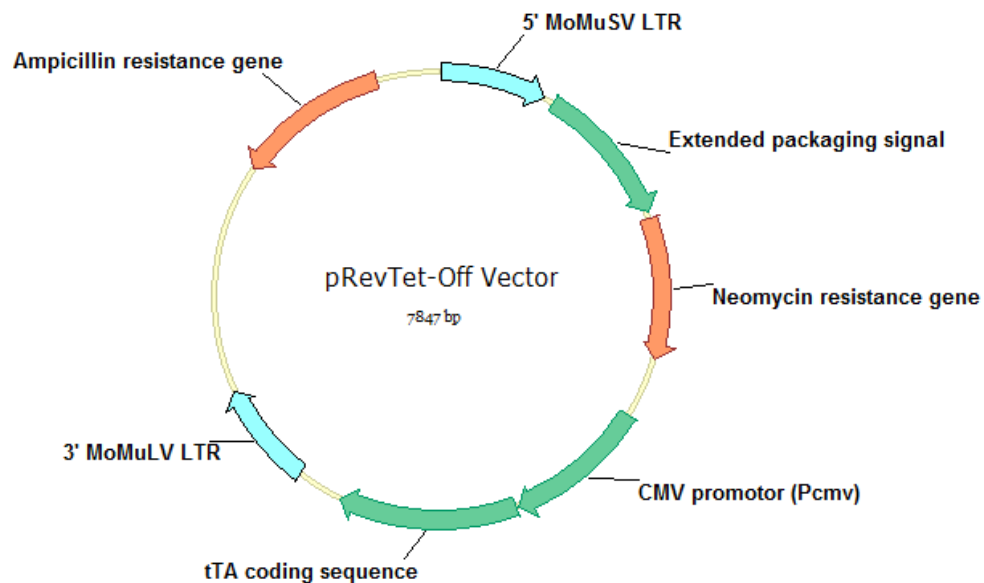 5' MoMuSV LTR
Ampicillin resistance gene
Extended packaging signal
pRevTet-Off Vector
7847 bp
Neomycin resistance gene
3' MoMuLV LTR
CMV promotor (Pcmv)
tTA coding sequence